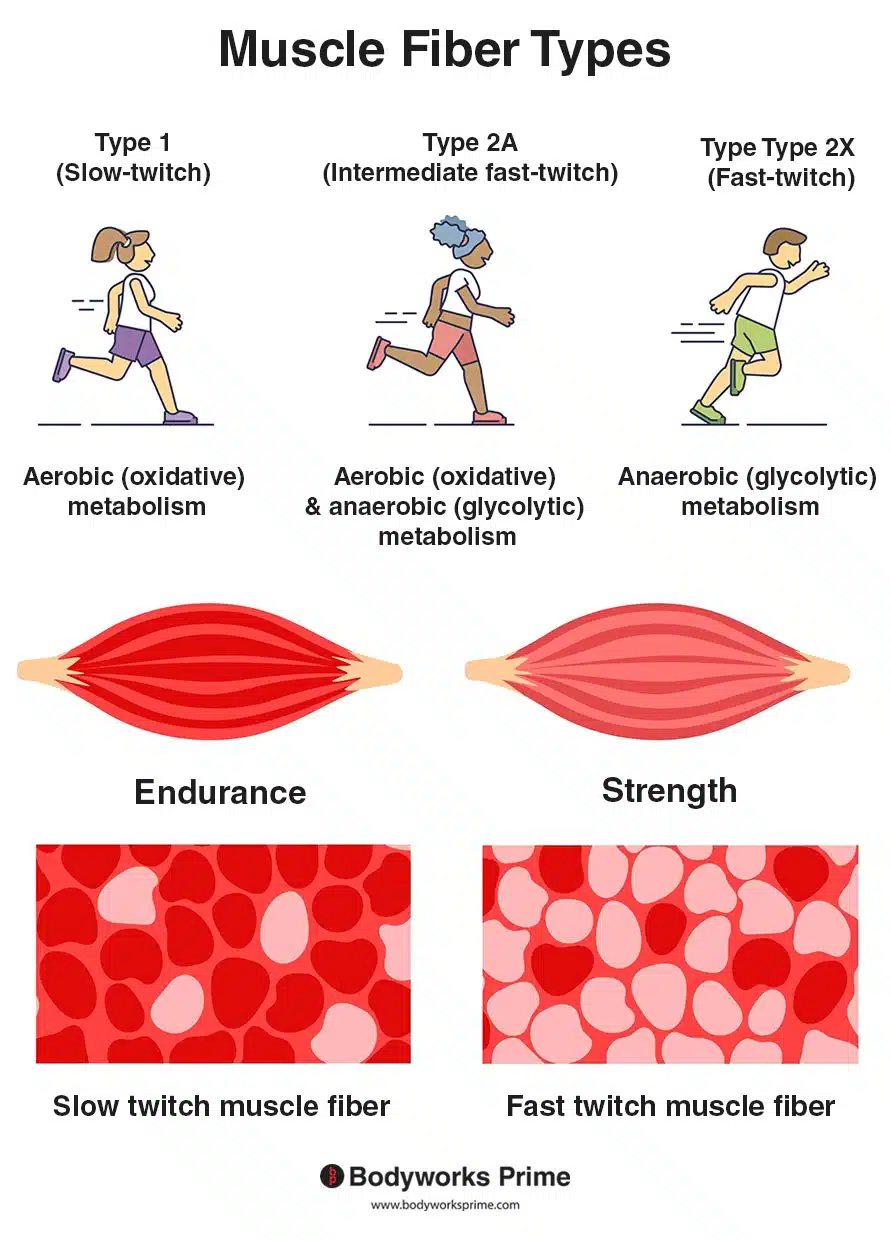 Muscle Fiber Types
Type 1
(Slow-twitch)
Type 2A
(Intermediate fast-twitch)
Type Type 2X
(Fast-twitch)
Aerobic (oxidative)
metabolism
Aerobic (oxidative)
& anaerobic (glycolytic)
metabolism
Anaerobic (glycolytic)
metabolism
Endurance
Strength
Slow twitch muscle fiber
Fast twitch muscle fiber
Bodyworks Prime
www.bodyworksprime.com